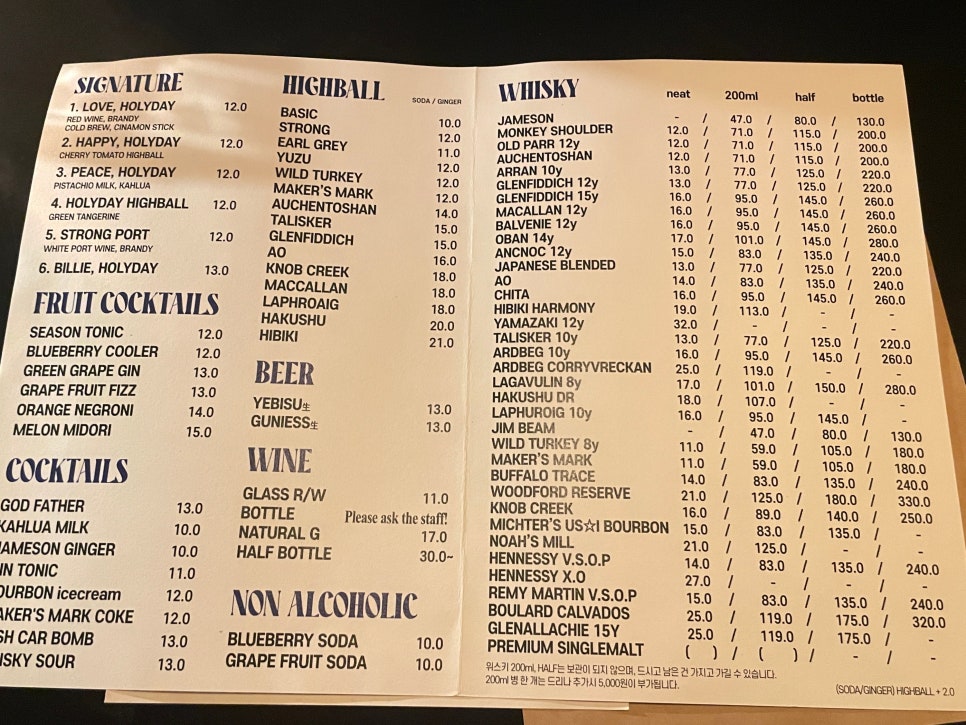 SIGNATURE
1. LOVE, HOLYDAY 12.0
RED WINE, BRANDY
COLD BREW, CINAMON STICK
2. HAPPY, HOLYDAY 12.0
CHERRY TOMATO HIGHBALL
3. PEACE, HOLYDAY 12.0
PISTACHIO MILK, KAHLUA
4. HOLYDAY HIGHBALL 12.0
GREEN TANGERINE
5. STRONG PORT 12.0
WHITE PORT WINE, BRANDY
6. BILLIE, HOLYDAY 13.0
FRUIT COCKTAILS
SEASON TONIC 12.0
BLUEBERRY COOLER 12.0
GREEN GRAPE GIN 13.0
GRAPE FRUIT FIZZ 13.0
ORANGE NEGRONI 14.0
MELON MIDORI 15.0
COCKTAILS
GOD FATHER 13.0
KAHLUA MILK 10.0
JAMESON GINGER 10.0
IN TONIC 11.0
OURBON icecream 12.0
AKER'S MARK COKE 12.0
SH CAR BOMB 13.0
ISKY SOUR 13.0
HIGHBALL SODA / GINGER
BASIC 10.0
STRONG 12.0
EARL GREY 11.0
YUZU 12.0
WILD TURKEY 12.0
MAKER'S MARK 12.0
AUCHENTOSHAN 14.0
TALISKER 15.0
GLENFIDDICH 15.0
AO 16.0
KNOB CREEK 18.0
MACCALLAN 18.0
LAPHROAIG 18.0
HAKUSHU 20.0
HIBIKI 21.0
BEER
YEBISU生 13.0
GUNIESS生 13.0
WINE
GLASS R/W 11.0
BOTTLE Please ask the staff!
NATURAL G 17.0
HALF BOTTLE 30.0~
NON ALCOHOLIC
BLUEBERRY SODA 10.0
GRAPE FRUIT SODA 10.0
WHISKY neat 200ml half bottle
JAMESON - / 47.0 / 80.0 / 130.0
MONKEY SHOULDER 12.0 / 71.0 / 115.0 / 200.0
OLD PARR 12y 12.0 / 71.0 / 115.0 / 200.0
AUCHENTOSHAN 12.0 / 71.0 / 115.0 / 200.0
ARRAN 10y 13.0 / 77.0 / 125.0 / 220.0
GLENFIDDICH 12y 13.0 / 77.0 / 125.0 / 220.0
GLENFIDDICH 15y 16.0 / 95.0 / 145.0 / 260.0
MACALLAN 12y 16.0 / 95.0 / 145.0 / 260.0
BALVENIE 12y 16.0 / 95.0 / 145.0 / 260.0
OBAN 14y 17.0 / 101.0 / 145.0 / 280.0
ANCNOC 12y 15.0 / 83.0 / 135.0 / 240.0
JAPANESE BLENDED 13.0 / 77.0 / 125.0 / 220.0
AO 14.0 / 83.0 / 135.0 / 240.0
CHITA 16.0 / 95.0 / 145.0 / 260.0
HIBIKI HARMONY 19.0 / 113.0 / - / -
YAMAZAKI 12y 32.0 / - / - / -
TALISKER 10y 13.0 / 77.0 / 125.0 / 220.0
ARDBEG 10y 16.0 / 95.0 / 145.0 / 260.0
ARDBEG CORRYVRECKAN 25.0 / 119.0 / - / -
LAGAVULIN 8y 17.0 / 101.0 / 150.0 / 280.0
HAKUSHU DR 18.0 / 107.0 / - / -
LAPHUROIG 10y 16.0 / 95.0 / 145.0 / -
JIM BEAM - / 47.0 / 80.0 / 130.0
WILD TURKEY 8y 11.0 / 59.0 / 105.0 / 180.0
MAKER'S MARK 11.0 / 59.0 / 105.0 / 180.0
BUFFALO TRACE 14.0 / 83.0 / 135.0 / 240.0
WOODFORD RESERVE 21.0 / 125.0 / 180.0 / 330.0
KNOB CREEK 16.0 / 89.0 / 140.0 / 250.0
MICHTER'S US☆I BOURBON 15.0 / 83.0 / 135.0 / -
NOAH'S MILL 21.0 / 125.0 / - / -
HENNESSY V.S.O.P 14.0 / 83.0 / 135.0 / 240.0
HENNESSY X.O 27.0 / - / - / -
REMY MARTIN V.S.O.P 15.0 / 83.0 / 135.0 / 240.0
BOULARD CALVADOS 25.0 / 119.0 / 175.0 / 320.0
GLENALLACHIE 15Y 25.0 / 119.0 / 175.0 / -
PREMIUM SINGLEMALT ( ) / ( ) / - / -
위스키 200ml, HALF는 보관이 되지 않으며, 드시고 남은 건 가지고 가실 수 있습니다.
200ml 병 한 개는 드리나 추가시 5,000원이 부가됩니다.
(SODA/GINGER) HIGHBALL + 2.0